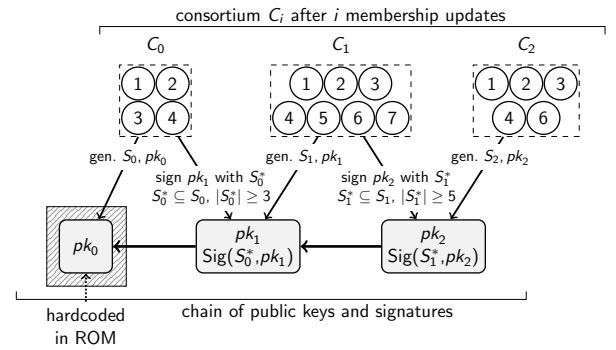 consortium C_i after i membership updates
C_0 C_1 C_2
1 2 1 2 3 1 2 3
3 4 4 5 6 7 4 6
gen. S_0, pk_0 gen. S_1, pk_1 gen. S_2, pk_2
sign pk_1 with S_0^* sign pk_2 with S_1^*
S_0^* ⊆ S_0, |S_0^*| ≥ 3 S_1^* ⊆ S_1, |S_1^*| ≥ 5
pk_0 pk_1 pk_2
Sig(S_0^*,pk_1) Sig(S_1^*,pk_2)
chain of public keys and signatures
hardcoded
in ROM